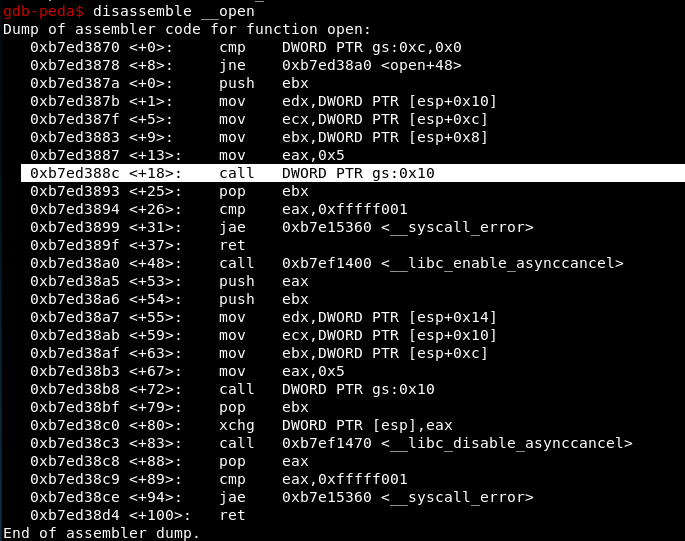 gdb-peda$ disassemble __open
Dump of assembler code for function open:
   0xb7ed3870 <+0>:     cmp    DWORD PTR gs:0xc,0x0
   0xb7ed3878 <+8>:     jne    0xb7ed38a0 <open+48>
   0xb7ed387a <+0>:     push   ebx
   0xb7ed387b <+1>:     mov    edx,DWORD PTR [esp+0x10]
   0xb7ed387f <+5>:     mov    ecx,DWORD PTR [esp+0xc]
   0xb7ed3883 <+9>:     mov    ebx,DWORD PTR [esp+0x8]
   0xb7ed3887 <+13>:    mov    eax,0x5
   0xb7ed388c <+18>:    call   DWORD PTR gs:0x10
   0xb7ed3893 <+25>:    pop    ebx
   0xb7ed3894 <+26>:    cmp    eax,0xfffff001
   0xb7ed3899 <+31>:    jae    0xb7e15360 <__syscall_error>
   0xb7ed389f <+37>:    ret
   0xb7ed38a0 <+48>:    call   0xb7ef1400 <__libc_enable_asynccancel>
   0xb7ed38a5 <+53>:    push   eax
   0xb7ed38a6 <+54>:    push   ebx
   0xb7ed38a7 <+55>:    mov    edx,DWORD PTR [esp+0x14]
   0xb7ed38ab <+59>:    mov    ecx,DWORD PTR [esp+0x10]
   0xb7ed38af <+63>:    mov    ebx,DWORD PTR [esp+0xc]
   0xb7ed38b3 <+67>:    mov    eax,0x5
   0xb7ed38b8 <+72>:    call   DWORD PTR gs:0x10
   0xb7ed38bf <+79>:    pop    ebx
   0xb7ed38c0 <+80>:    xchg   DWORD PTR [esp],eax
   0xb7ed38c3 <+83>:    call   0xb7ef1470 <__libc_disable_asynccancel>
   0xb7ed38c8 <+88>:    pop    eax
   0xb7ed38c9 <+89>:    cmp    eax,0xfffff001
   0xb7ed38ce <+94>:    jae    0xb7e15360 <__syscall_error>
   0xb7ed38d4 <+100>:   ret
End of assembler dump.